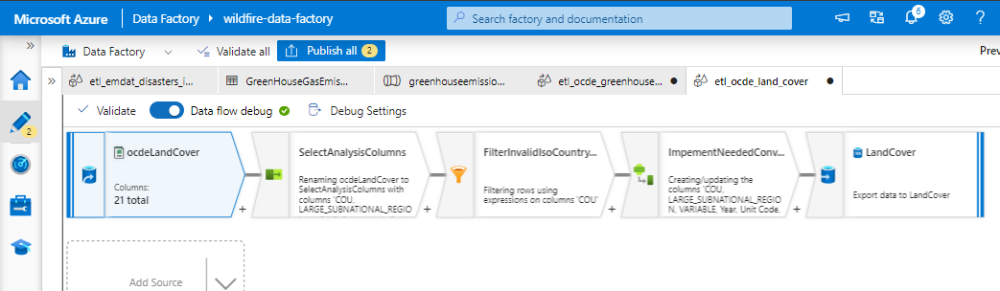 Microsoft Azure
Data Factory
wildfire-data-factory
Search factory and documentation
6
?
»
Data Factory
Validate all
Publish all
2
Prev
»
etl_emdat_disasters_i...
GreenHouseGasEmis...
greenhouseemissio...
etl_ocde_greenhouse...
etl_ocde_land_cover
Validate
Data flow debug
Debug Settings
2
ocdeLandCover
Columns:
21 total
+
SelectAnalysisColumns
Renaming ocdeLandCover to
SelectAnalysisColumns with
columns 'COU,
LARGE_SUBNATIONAL_REGIO
+
FilterInvalidIsoCountry...
Filtering rows using
expressions on columns 'COU'
+
ImpementNeededConv...
Creating/updating the
columns 'COU,
LARGE_SUBNATIONAL_REGIO
N, VARIABLE, Year, Unit Code,
+
LandCover
Export data to LandCover
Add Source